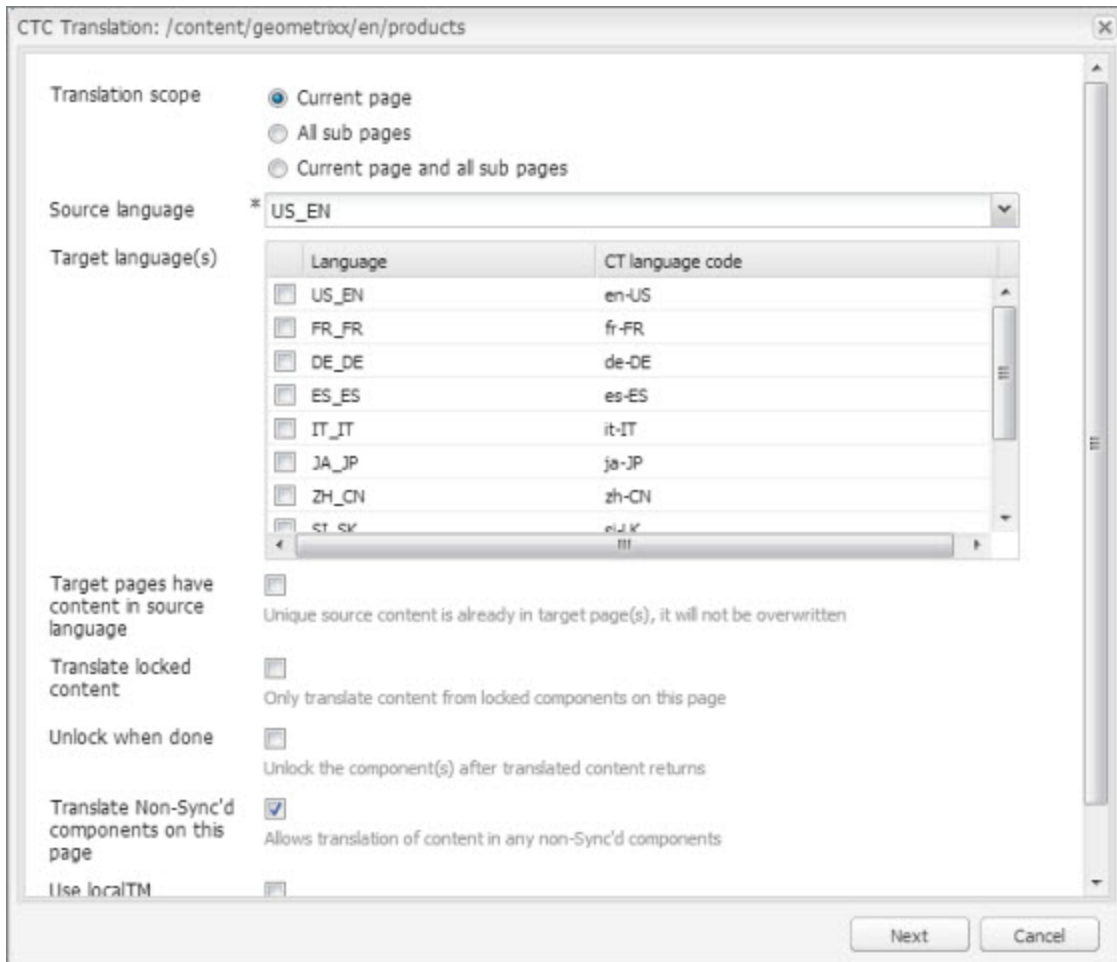 CTC Translation: /content/geometrixx/en/products
Translation scope
Current page
All sub pages
Current page and all sub pages
Source language
* US_EN
Target language(s)
Language CT language code
US_EN en-US
FR_FR fr-FR
DE_DE de-DE
ES_ES es-ES
IT_IT it-IT
JA_JP ja-JP
ZH_CN zh-CN
SI_SK si-LK
Target pages have
content in source
language
Unique source content is already in target page(s), it will not be overwritten
Translate locked
content
Only translate content from locked components on this page
Unlock when done
Unlock the component(s) after translated content returns
Translate Non-Sync'd
components on this
page
Allows translation of content in any non-Sync'd components
Use localTM
Next Cancel